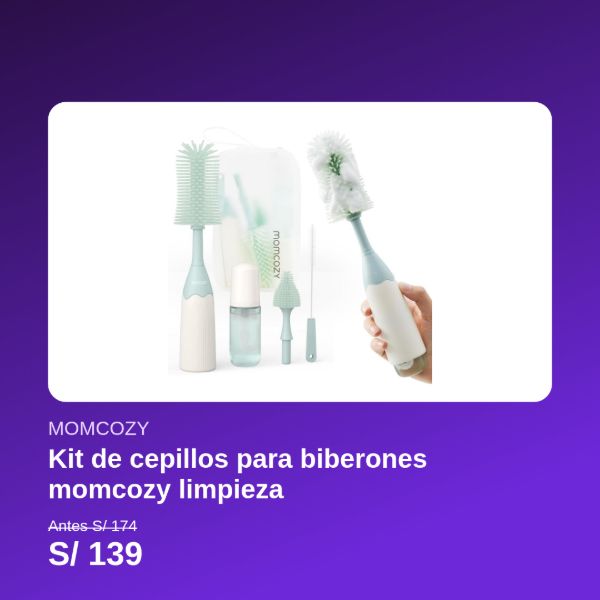 momcozy
MOMCOZY
Kit de cepillos para biberones
momcozy limpieza
Antes S/ 174
S/ 139